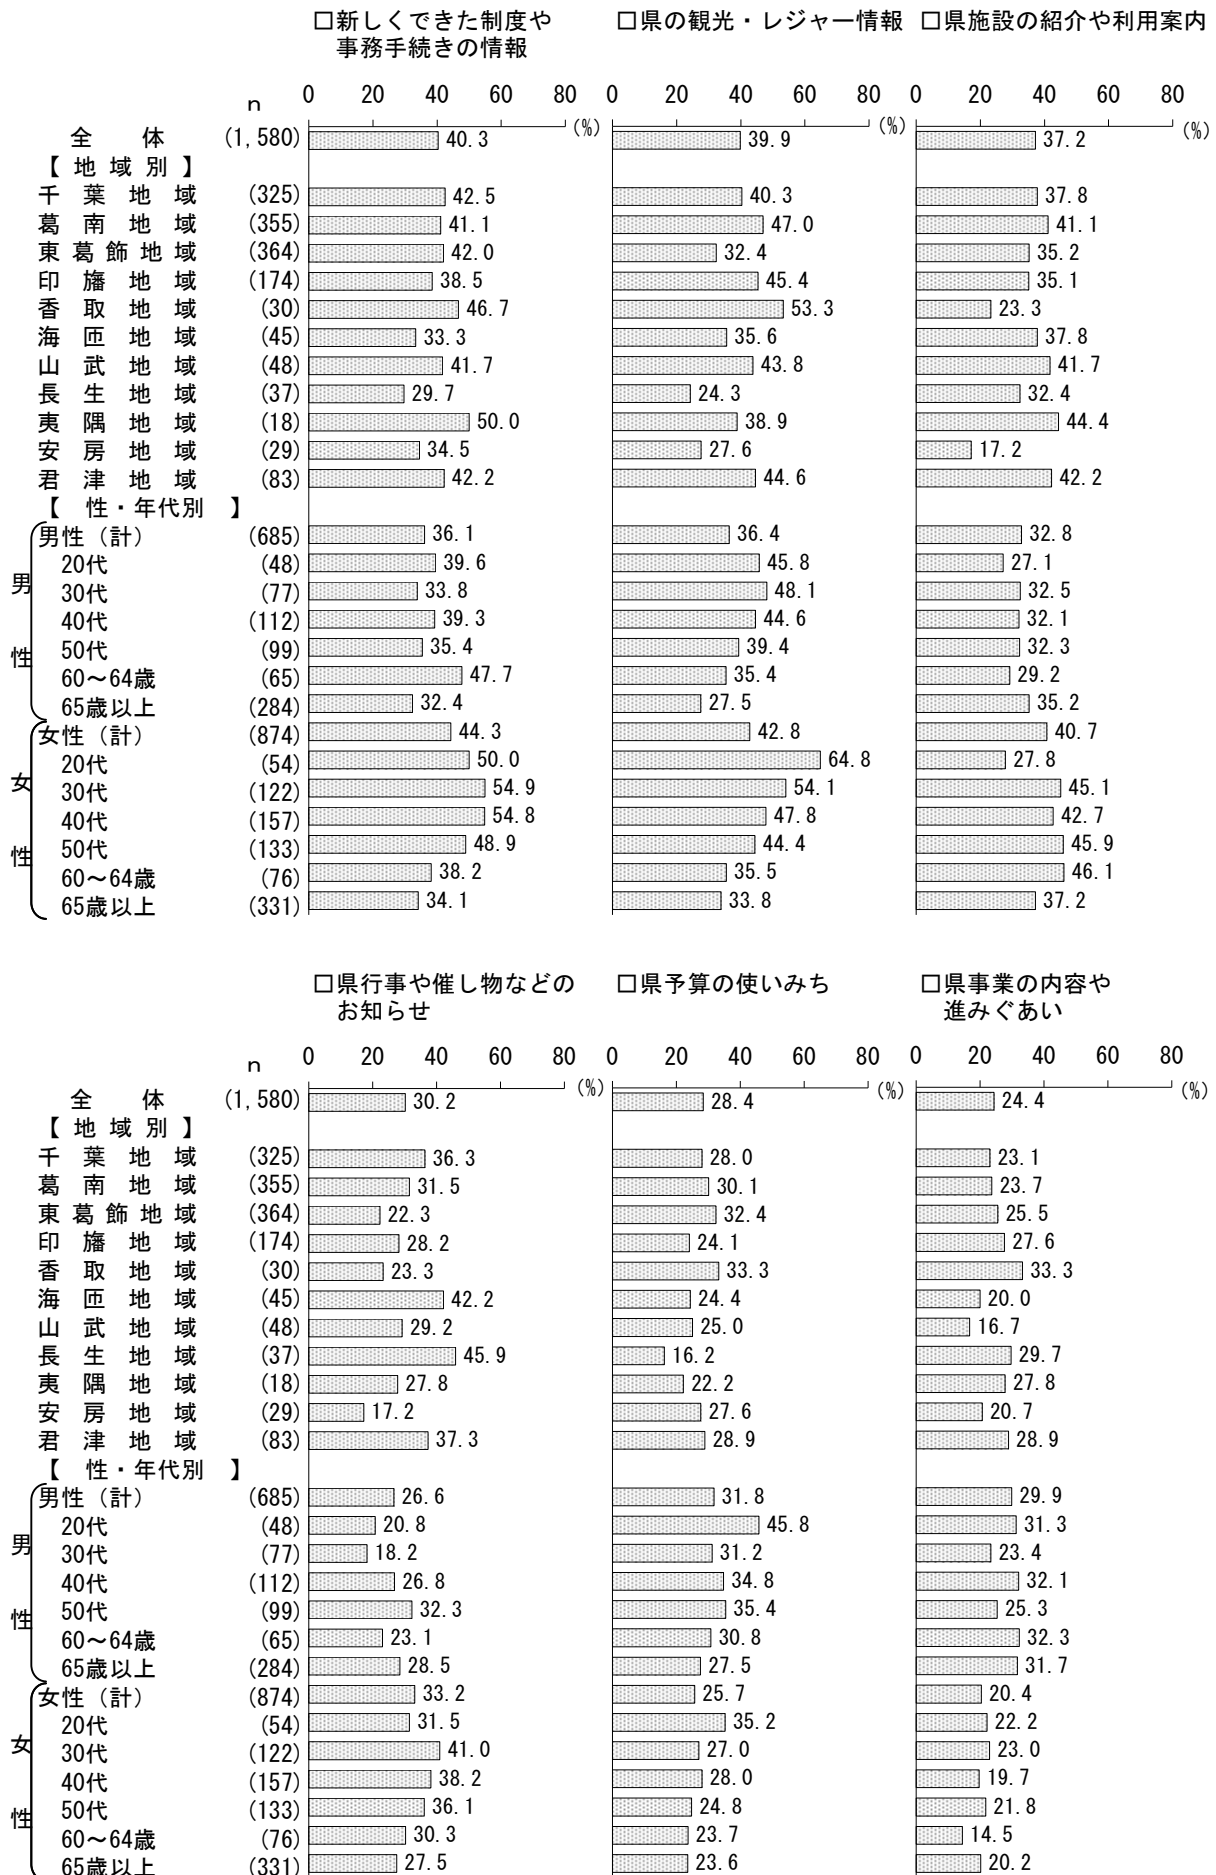 □新しくできた制度や □県の観光・レジャー情報 □県施設の紹介や利用案内
事務手続きの情報
n 0 20 40 60 80 0 20 40 60 80 0 20 40 60 80
(%) (%) (%)
全体 (1,580) 40.3 39.9 37.2
【地域別】
千葉地域 (325) 42.5 40.3 37.8
葛南地域 (355) 41.1 47.0 41.1
東葛飾地域 (364) 42.0 32.4 35.2
印旛地域 (174) 38.5 45.4 35.1
香取地域 (30) 46.7 53.3 23.3
海匝地域 (45) 33.3 35.6 37.8
山武地域 (48) 41.7 43.8 41.7
長生地域 (37) 29.7 24.3 32.4
夷隅地域 (18) 50.0 38.9 44.4
安房地域 (29) 34.5 27.6 17.2
君津地域 (83) 42.2 44.6 42.2
【性・年代別】
男性
男性(計) (685) 36.1 36.4 32.8
20代 (48) 39.6 45.8 27.1
30代 (77) 33.8 48.1 32.5
40代 (112) 39.3 44.6 32.1
50代 (99) 35.4 39.4 32.3
60~64歳 (65) 47.7 35.4 29.2
65歳以上 (284) 32.4 27.5 35.2
女性
女性(計) (874) 44.3 42.8 40.7
20代 (54) 50.0 64.8 27.8
30代 (122) 54.9 54.1 45.1
40代 (157) 54.8 47.8 42.7
50代 (133) 48.9 44.4 45.9
60~64歳 (76) 38.2 35.5 46.1
65歳以上 (331) 34.1 33.8 37.2
□県行事や催し物などの □県予算の使いみち □県事業の内容や
お知らせ 進みぐあい
n 0 20 40 60 80 0 20 40 60 80 0 20 40 60 80
(%) (%) (%)
全体 (1,580) 30.2 28.4 24.4
【地域別】
千葉地域 (325) 36.3 28.0 23.1
葛南地域 (355) 31.5 30.1 23.7
東葛飾地域 (364) 22.3 32.4 25.5
印旛地域 (174) 28.2 24.1 27.6
香取地域 (30) 23.3 33.3 33.3
海匝地域 (45) 42.2 24.4 20.0
山武地域 (48) 29.2 25.0 16.7
長生地域 (37) 45.9 16.2 29.7
夷隅地域 (18) 27.8 22.2 27.8
安房地域 (29) 17.2 27.6 20.7
君津地域 (83) 37.3 28.9 28.9
【性・年代別】
男性
男性(計) (685) 26.6 31.8 29.9
20代 (48) 20.8 45.8 31.3
30代 (77) 18.2 31.2 23.4
40代 (112) 26.8 34.8 32.1
50代 (99) 32.3 35.4 25.3
60~64歳 (65) 23.1 30.8 32.3
65歳以上 (284) 28.5 27.5 31.7
女性
女性(計) (874) 33.2 25.7 20.4
20代 (54) 31.5 35.2 22.2
30代 (122) 41.0 27.0 23.0
40代 (157) 38.2 28.0 19.7
50代 (133) 36.1 24.8 21.8
60~64歳 (76) 30.3 23.7 14.5
65歳以上 (331) 27.5 23.6 20.2